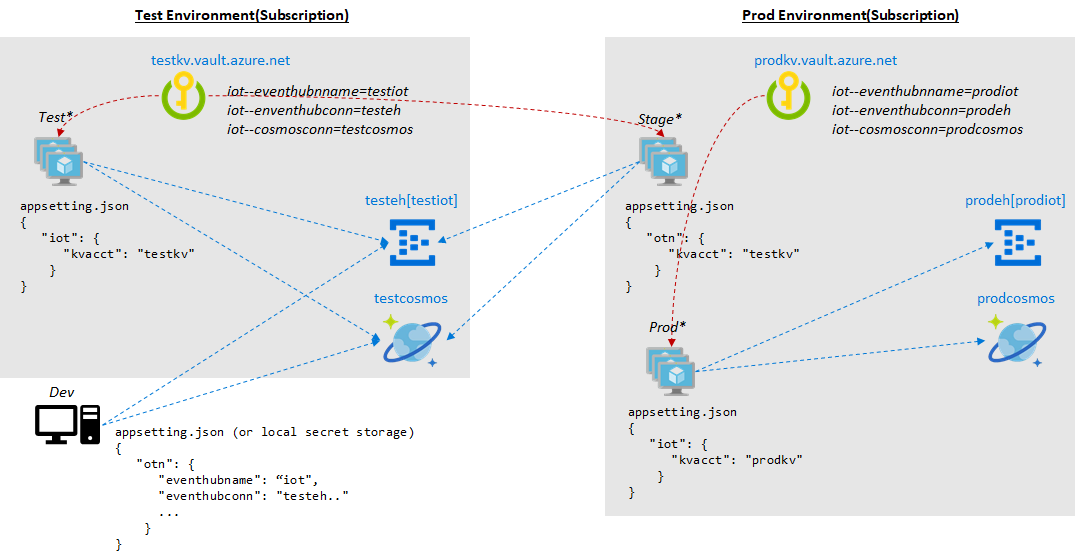 Test Environment(Subscription)
testkv.vault.azure.net
iot--eventhubnname=testiot
iot--enventhubconn=testeh
iot--cosmosconn=testcosmos
Test*
appsetting.json
{
"iot": {
"kvacct": "testkv"
}
}
testeh[testiot]
testcosmos
Dev
appsetting.json (or local secret storage)
{
"otn": {
"eventhubname": “iot",
"eventhubconn": "testeh.."
...
}
}
Prod Environment(Subscription)
prodkv.vault.azure.net
iot--eventhubnname=prodiot
iot--enventhubconn=prodeh
iot--cosmosconn=prodcosmos
Stage*
appsetting.json
{
"otn": {
"kvacct": "testkv"
}
}
prodeh[prodiot]
prodcosmos
Prod*
appsetting.json
{
"iot": {
"kvacct": "prodkv"
}
}